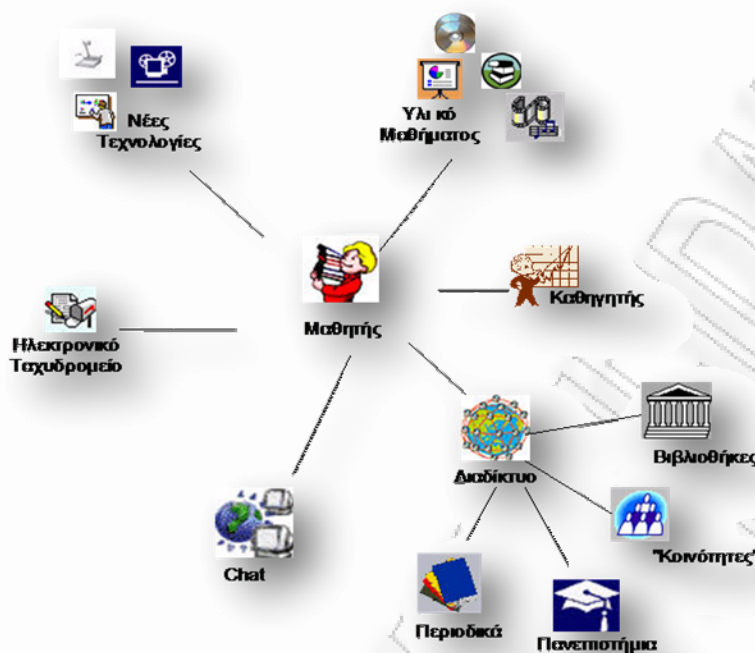 Νέες
Τεχνολογίες
Υλικό
Μαθήματος
Καθηγητής
Μαθητής
Ηλεκτρονικό
Ταχυδρομείο
Βιβλιοθήκες
Διαδίκτυο
"Κοινότητες"
Chat
Περιοδικά
Πανεπιστήμια